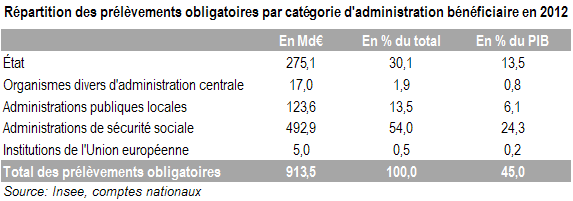 Répartition des prélèvements obligatoires par catégorie d'administration bénéficiaire en 2012
En Md€ En % du total En % du PIB
État 275,1 30,1 13,5
Organismes divers d'administration centrale 17,0 1,9 0,8
Administrations publiques locales 123,6 13,5 6,1
Administrations de sécurité sociale 492,9 54,0 24,3
Institutions de l'Union européenne 5,0 0,5 0,2
Total des prélèvements obligatoires 913,5 100,0 45,0
Source: Insee, comptes nationaux